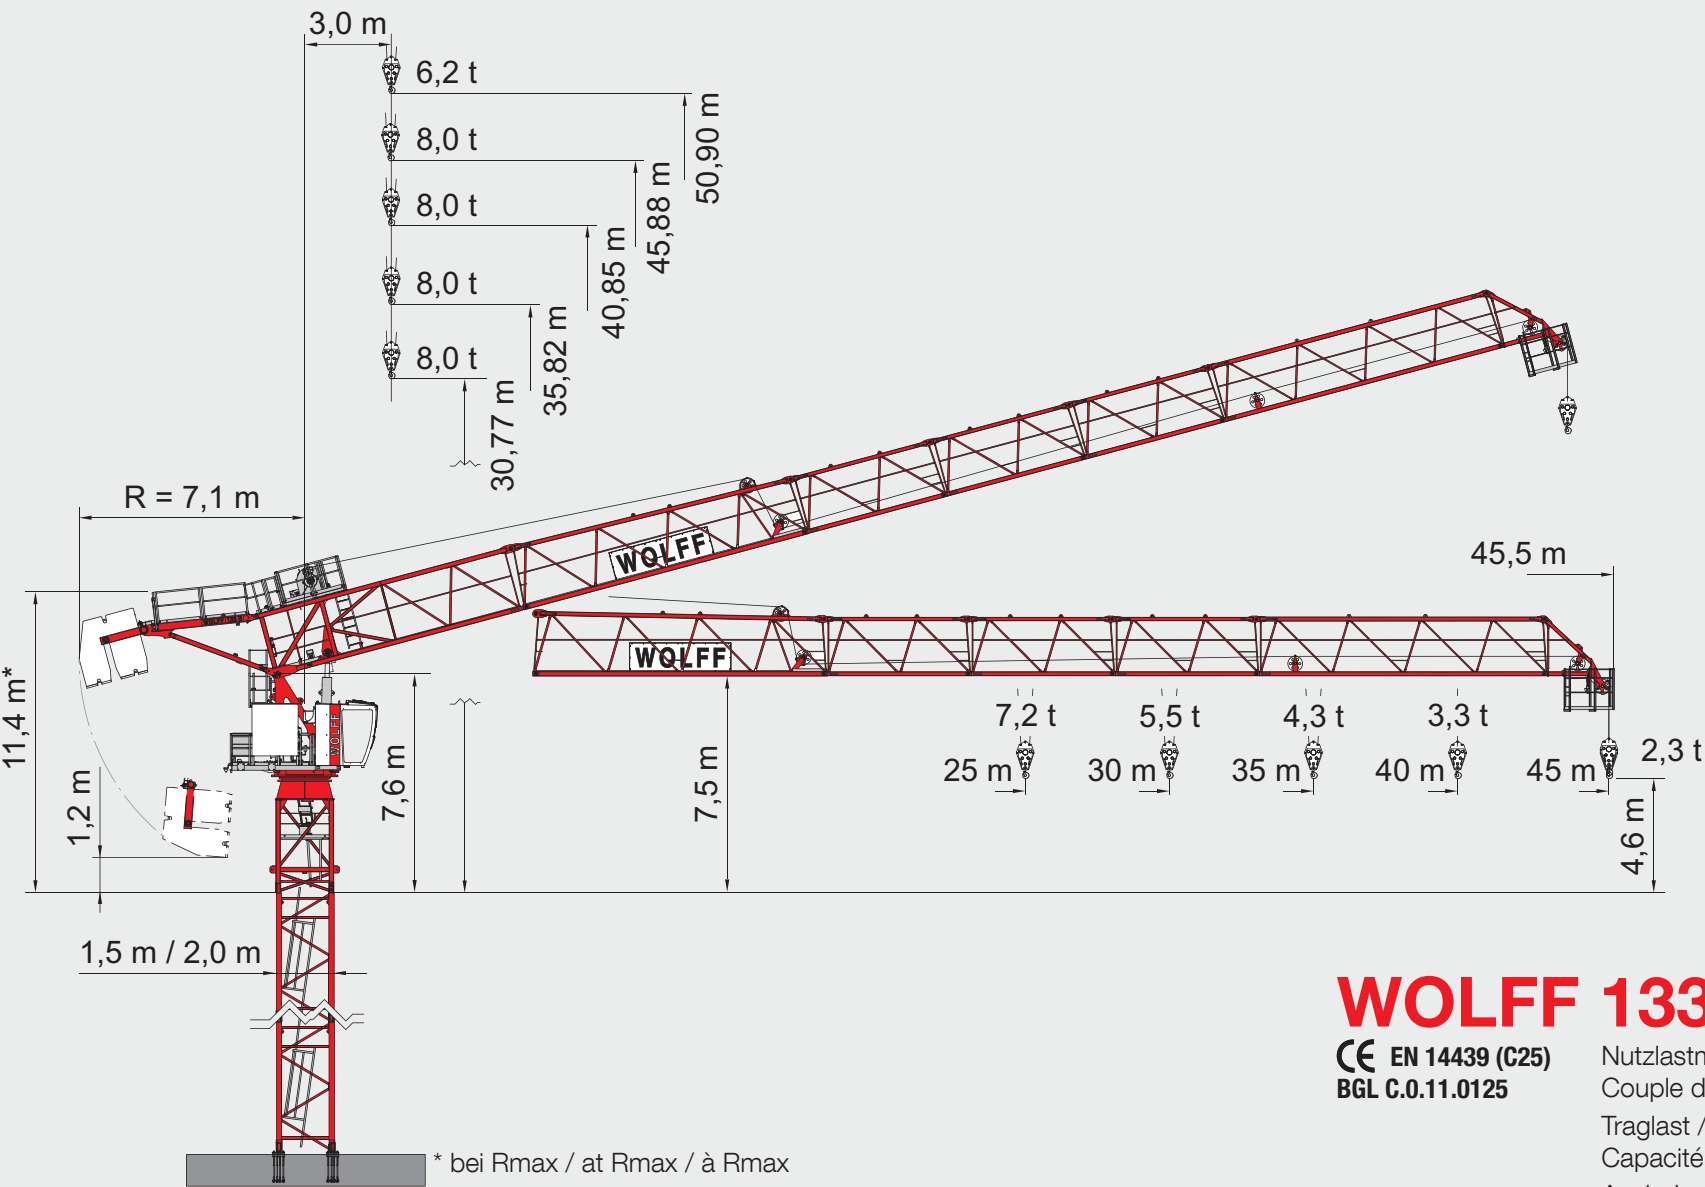 3,0 m
6,2 t
8,0 t
8,0 t
8,0 t
8,0 t
50,90 m
45,88 m
40,85 m
35,82 m
30,77 m
R = 7,1 m
WOLFF
45,5 m
WOLFF
11,4 m*
1,2 m
WOLFF
7,6 m
7,5 m
7,2 t
5,5 t
4,3 t
3,3 t
2,3 t
25 m
30 m
35 m
40 m
45 m
4,6 m
1,5 m / 2,0 m
WOLFF 133
CE EN 14439 (C25)
BGL C.0.11.0125
Nutzlastm
Couple d
Traglast /
Capacité
* bei Rmax / at Rmax / à Rmax